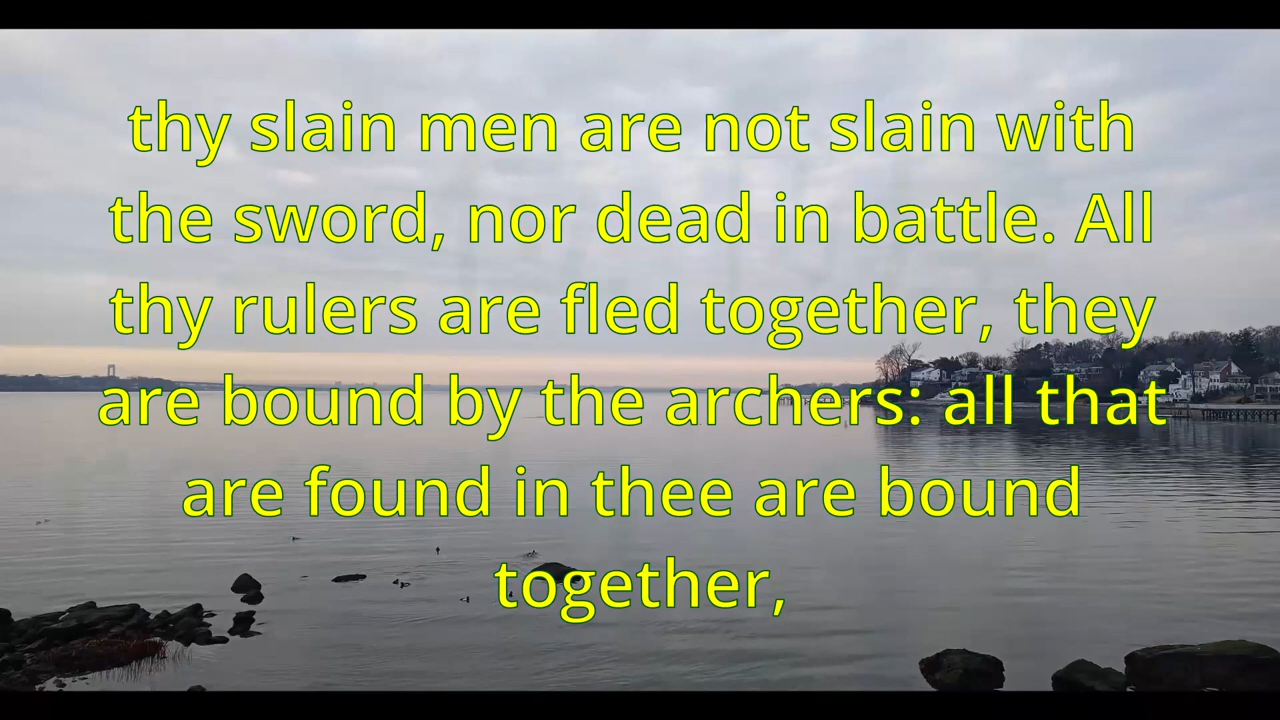 thy slain men are not slain with
the sword, nor dead in battle. All
thy rulers are fled together, they
are bound by the archers: all that
are found in thee are bound
together,